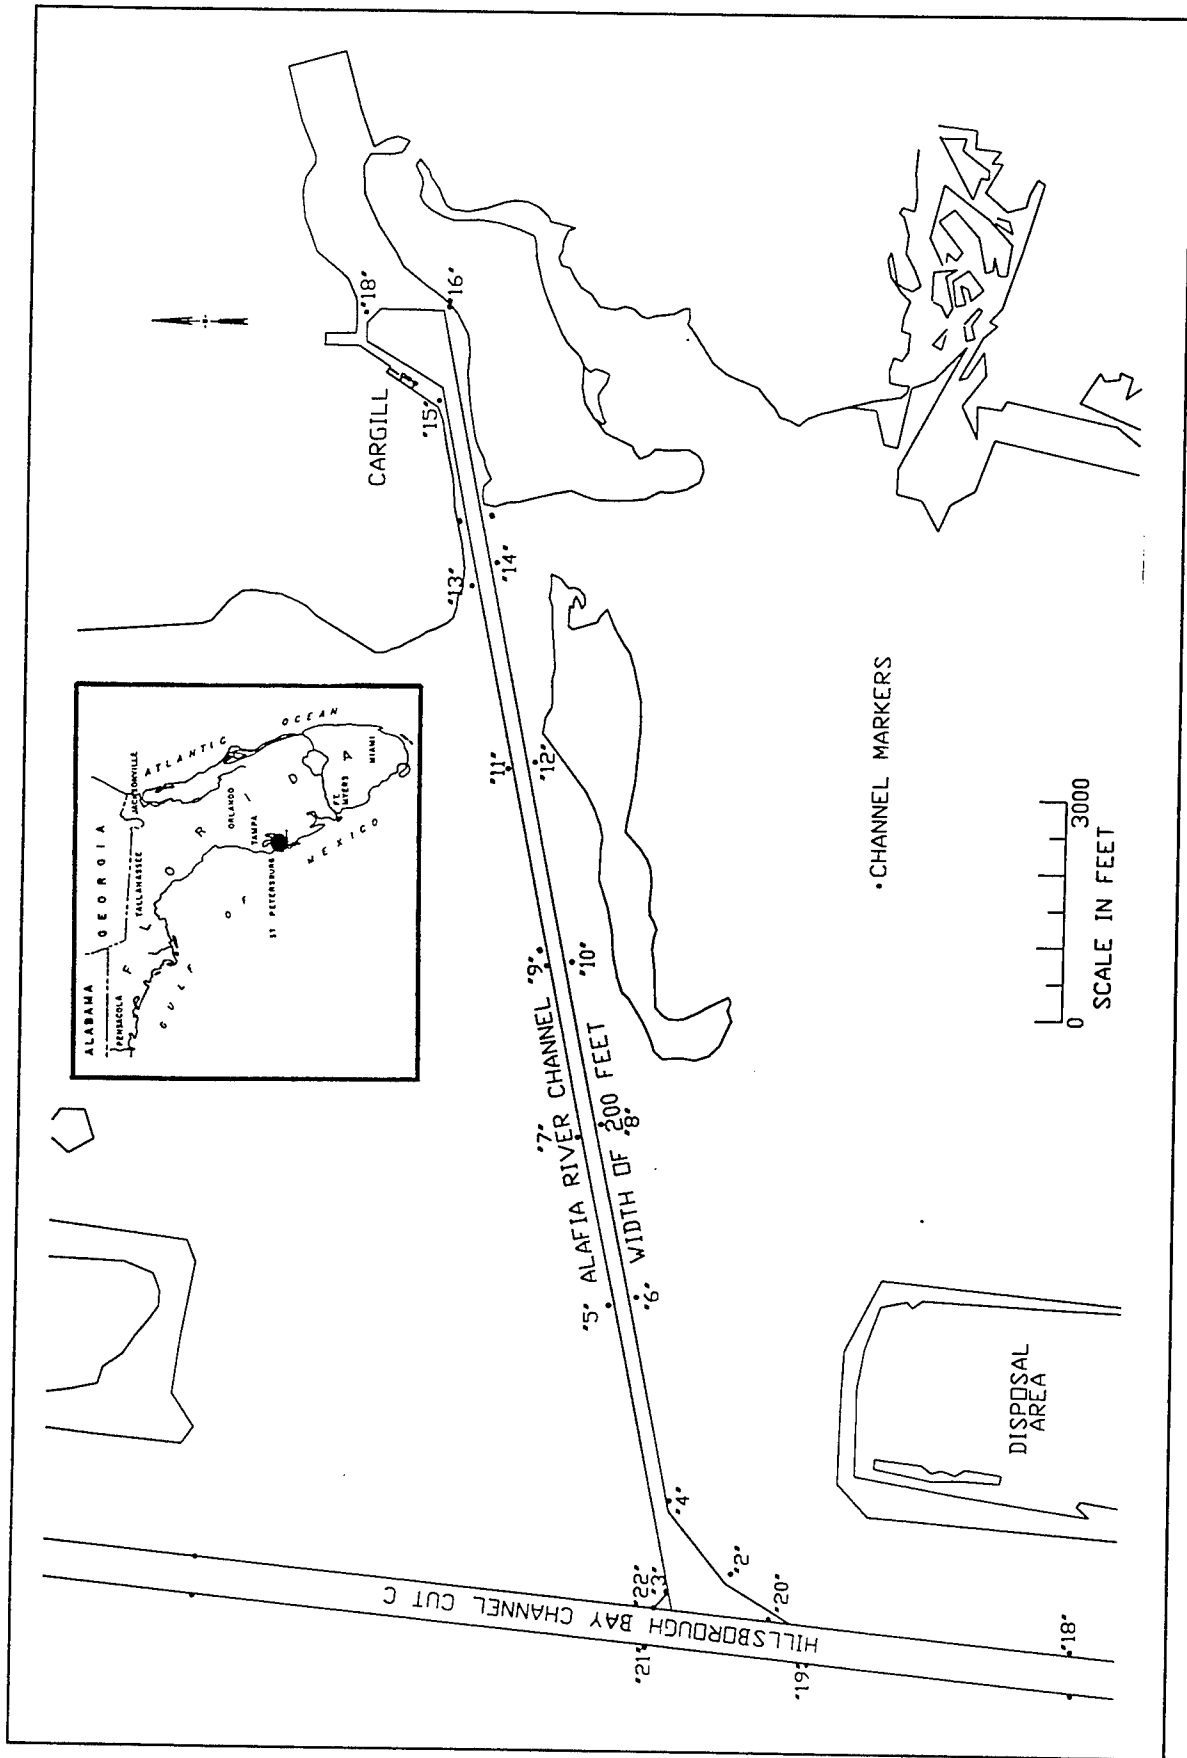 ALABAMA
GEORGIA
PENSACOLA
TALLAHASSEE
JACKSONVILLE
ATLANTIC
OCEAN
FLORIDA
ORLANDO
TAMPA
ST PETERSBURG
FT. MYERS
MIAMI
GULF
OF
MEXICO
CARGILL
"18"
"16"
"15"
"13"
"14"
"11"
"12"
"9"
"10"
"7"
"8"
"5"
"6"
"4"
"3"
"2"
"22"
"21"
"20"
"19"
"18"
ALAFIA RIVER CHANNEL
WIDTH OF 200 FEET
HILLSBOROUGH BAY CHANNEL CUT C
DISPOSAL
AREA
•CHANNEL MARKERS
0
3000
SCALE IN FEET